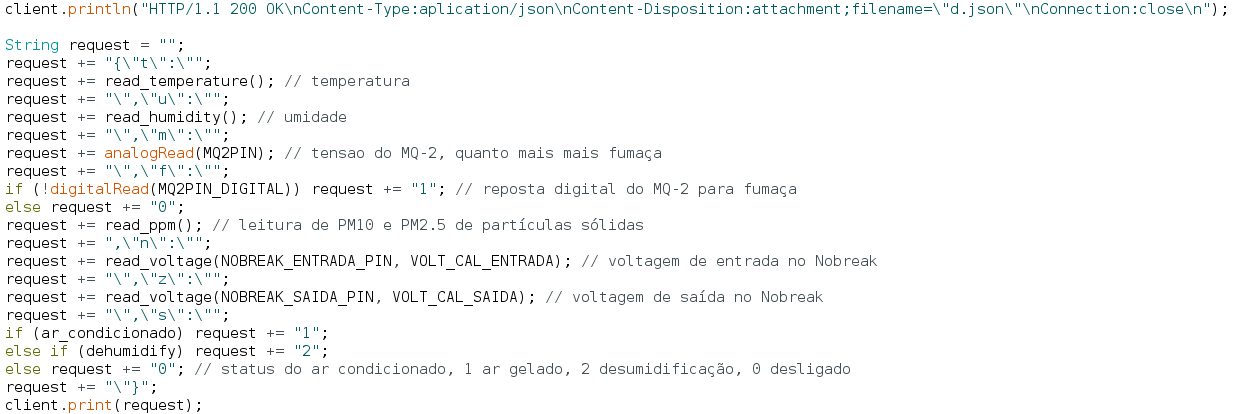 client.println("HTTP/1.1 200 OK\nContent-Type:aplication/json\nContent-Disposition:attachment;filename=\"d.json\"\nConnection:close\n");
String request = "";
request += "{\"t\":\"";
request += read_temperature(); // temperatura
request += "\",\"u\":\"";
request += read_humidity(); // umidade
request += "\",\"m\":\"";
request += analogRead(MQ2PIN); // tensao do MQ-2, quanto mais mais fumaça
request += "\",\"f\":\"";
if (!digitalRead(MQ2PIN_DIGITAL)) request += "1"; // reposta digital do MQ-2 para fumaça
else request += "0";
request += read_ppm(); // leitura de PM10 e PM2.5 de partículas sólidas
request += ",\"n\":\"";
request += read_voltage(NOBREAK_ENTRADA_PIN, VOLT_CAL_ENTRADA); // voltagem de entrada no Nobreak
request += "\",\"z\":\"";
request += read_voltage(NOBREAK_SAIDA_PIN, VOLT_CAL_SAIDA); // voltagem de saída no Nobreak
request += "\",\"s\":\"";
if (ar_condicionado) request += "1";
else if (dehumidify) request += "2";
else request += "0"; // status do ar condicionado, 1 ar gelado, 2 desumidificação, 0 desligado
request += "\"}";
client.print(request);